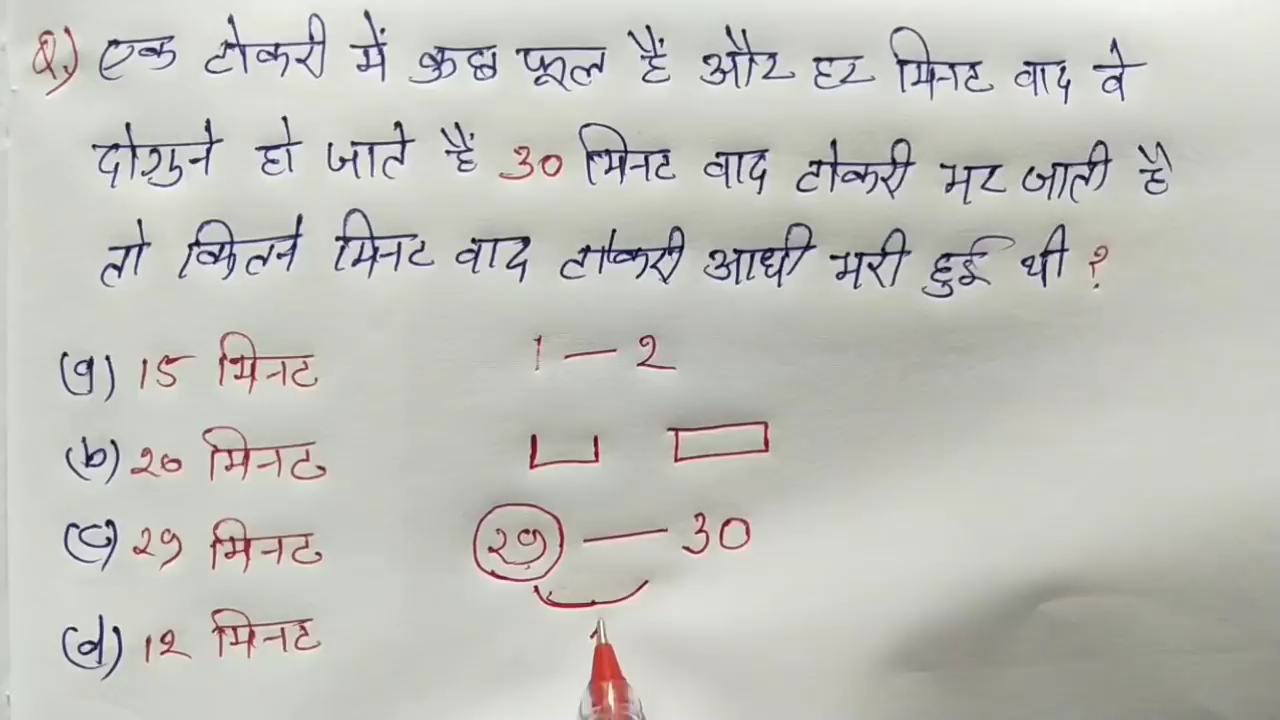 Q.) एक टोकरी में कुछ फूल हैं और हर मिनट वाद वे
दोगुने हो जाते हैं 30 मिनट वाद टोकरी भर जाती है
तो कितने मिनट वाद टोकरी आधी भरी हुई थी ?
(a) 15 मिनट
1 — 2
(b) 20 मिनट
(c) 29 मिनट
29 — 30
(d) 12 मिनट